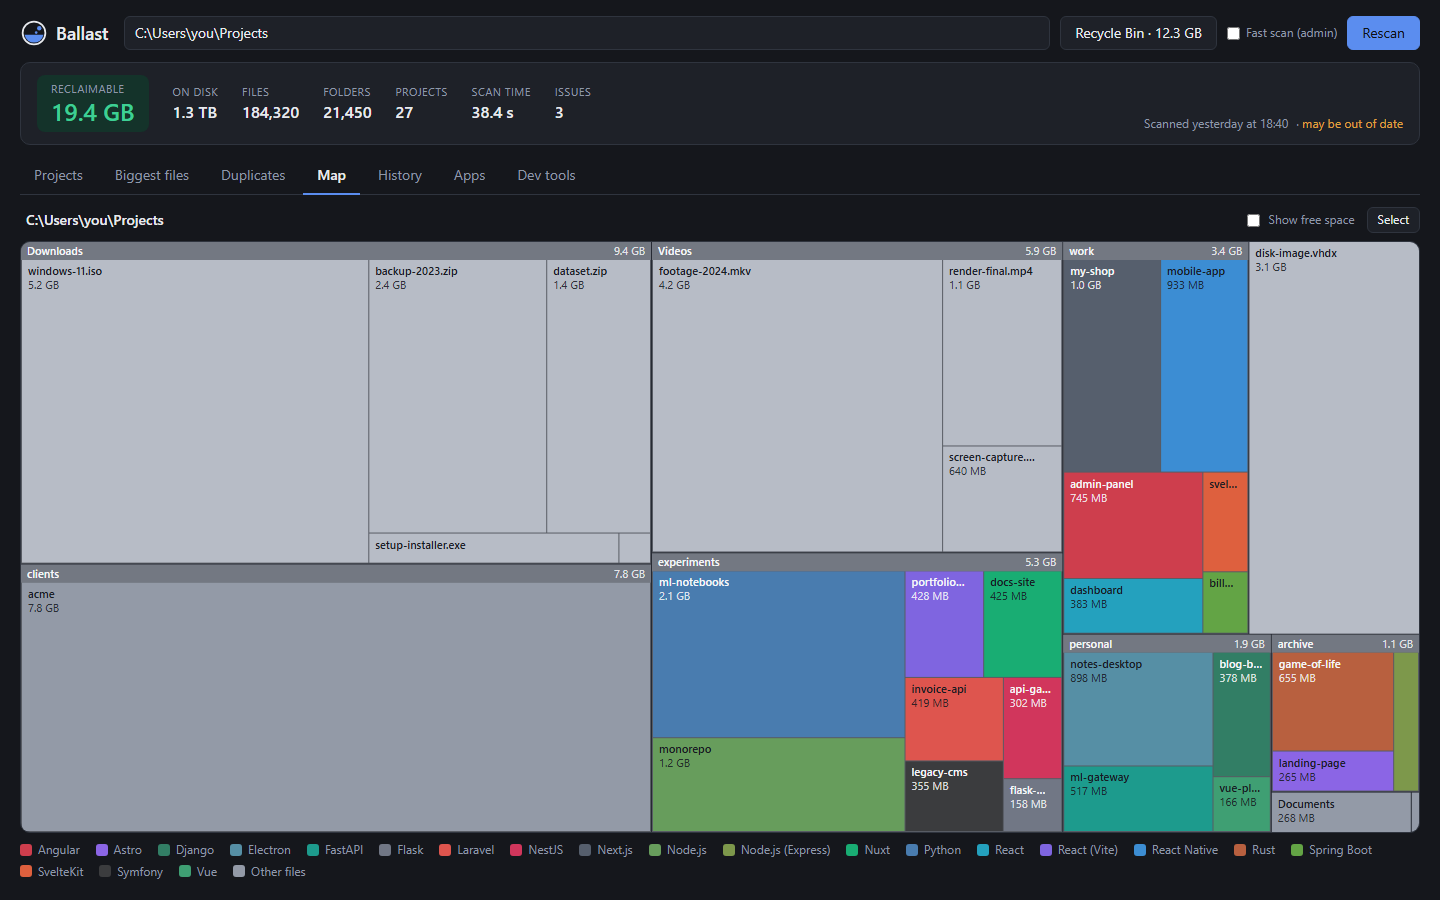 Ballast
C:\Users\you\Projects
Recycle Bin · 12.3 GB
Fast scan (admin)
Rescan
RECLAIMABLE
19.4 GB
ON DISK
1.3 TB
FILES
184,320
FOLDERS
21,450
PROJECTS
27
SCAN TIME
38.4 s
ISSUES
3
Scanned yesterday at 18:40 · may be out of date
Projects
Biggest files
Duplicates
Map
History
Apps
Dev tools
C:\Users\you\Projects
Show free space
Select
Downloads 9.4 GB
windows-11.iso
5.2 GB
backup-2023.zip
2.4 GB
dataset.zip
1.4 GB
setup-installer.exe
clients 7.8 GB
acme
7.8 GB
Videos 5.9 GB
footage-2024.mkv
4.2 GB
render-final.mp4
1.1 GB
screen-capture....
640 MB
experiments 5.3 GB
ml-notebooks
2.1 GB
monorepo
1.2 GB
portfolio...
428 MB
docs-site
425 MB
invoice-api
419 MB
api-ga...
302 MB
legacy-cms
355 MB
flask-...
158 MB
work 3.4 GB
my-shop
1.0 GB
mobile-app
933 MB
admin-panel
745 MB
svel...
dashboard
383 MB
bill...
disk-image.vhdx
3.1 GB
personal 1.9 GB
notes-desktop
898 MB
blog-b...
378 MB
ml-gateway
517 MB
vue-pl...
166 MB
archive 1.1 GB
game-of-life
655 MB
landing-page
265 MB
Documents
268 MB
Angular
Astro
Django
Electron
FastAPI
Flask
Laravel
NestJS
Next.js
Node.js
Node.js (Express)
Nuxt
Python
React
React (Vite)
React Native
Rust
Spring Boot
SvelteKit
Symfony
Vue
Other files